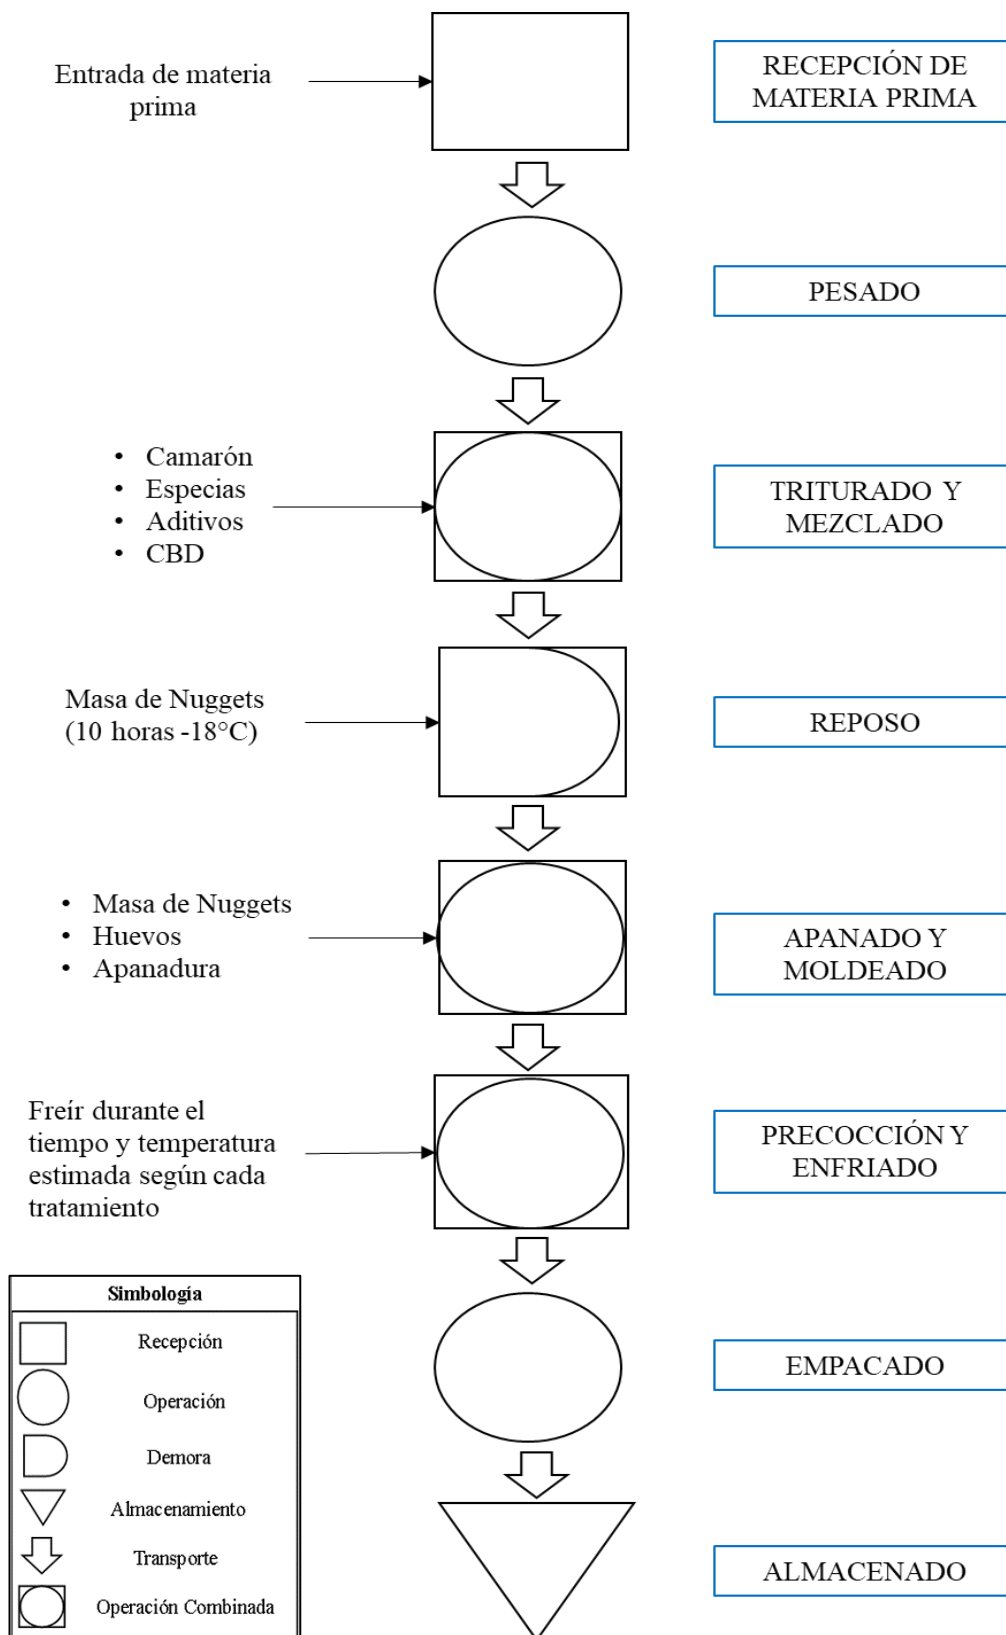 Entrada de materia
prima
RECEPCIÓN DE
MATERIA PRIMA
PESADO
• Camarón
• Especias
• Aditivos
• CBD
TRITURADO Y
MEZCLADO
Masa de Nuggets
(10 horas -18°C)
REPOSO
• Masa de Nuggets
• Huevos
• Apanadura
APANADO Y
MOLDEADO
Freír durante el
tiempo y temperatura
estimada según cada
tratamiento
PRECOCCIÓN Y
ENFRIADO
EMPACADO
ALMACENADO
Simbología
Recepción
Operación
Demora
Almacenamiento
Transporte
Operación Combinada